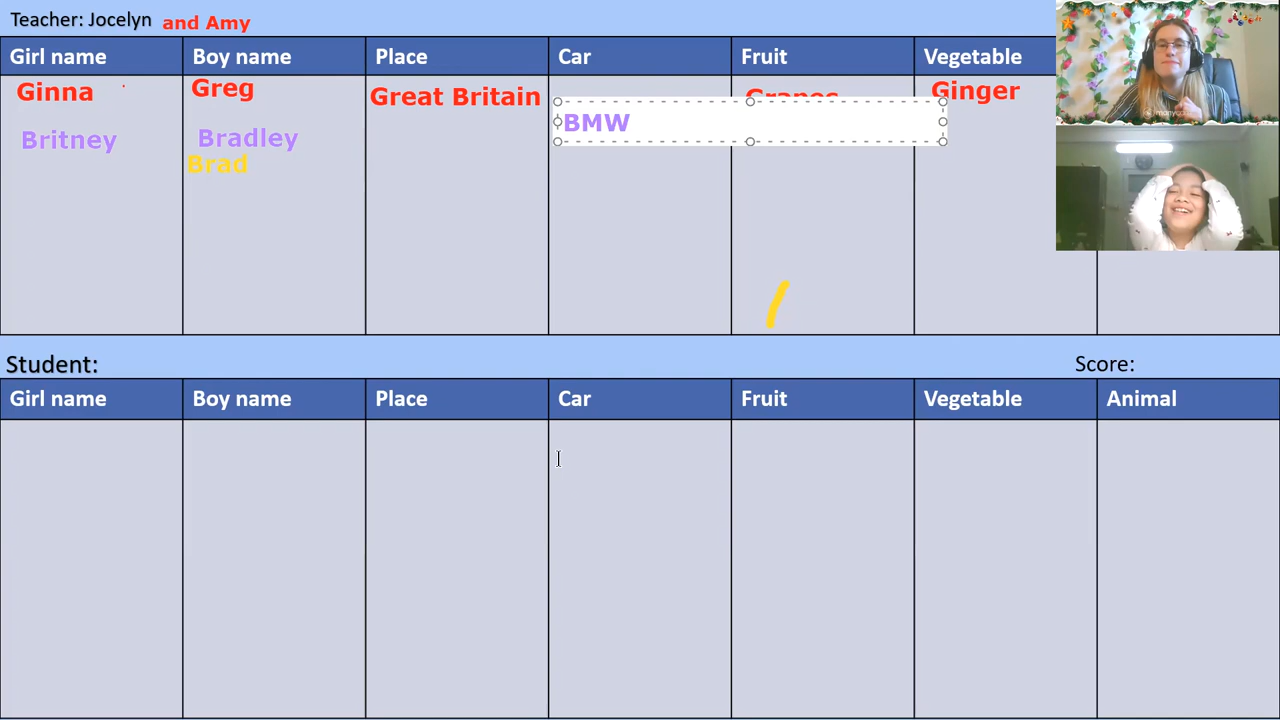 Teacher: Jocelyn and Amy
Girl name Boy name Place Car Fruit Vegetable
Ginna Greg Great Britain Grapes Ginger
BMW
Britney Bradley
Brad
Student: Score:
Girl name Boy name Place Car Fruit Vegetable Animal